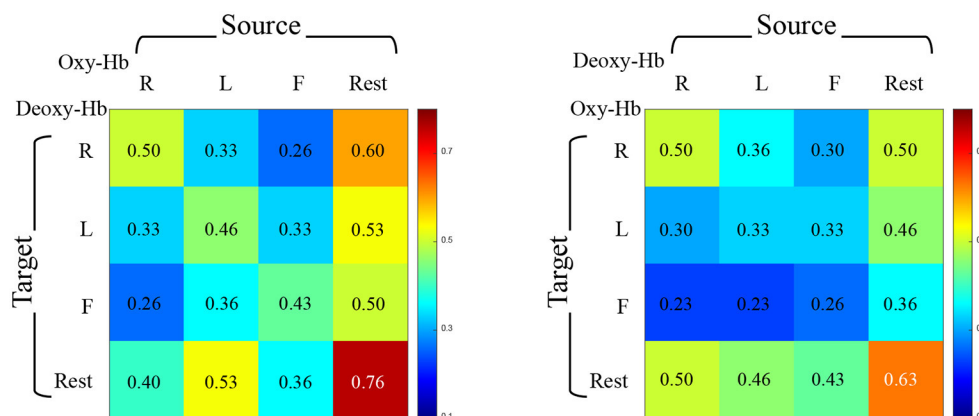 Source
Oxy-Hb
R L F Rest
Deoxy-Hb
Target
R 0.50 0.33 0.26 0.60
L 0.33 0.46 0.33 0.53
F 0.26 0.36 0.43 0.50
Rest 0.40 0.53 0.36 0.76
0.7
0.5
0.3
0.1
Source
Deoxy-Hb
R L F Rest
Oxy-Hb
Target
R 0.50 0.36 0.30 0.50
L 0.30 0.33 0.33 0.46
F 0.23 0.23 0.26 0.36
Rest 0.50 0.46 0.43 0.63